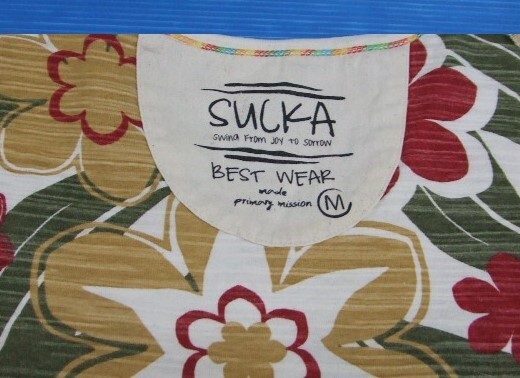 SUCKA
swing from joy to sorrow
BEST WEAR
made
primary mission M